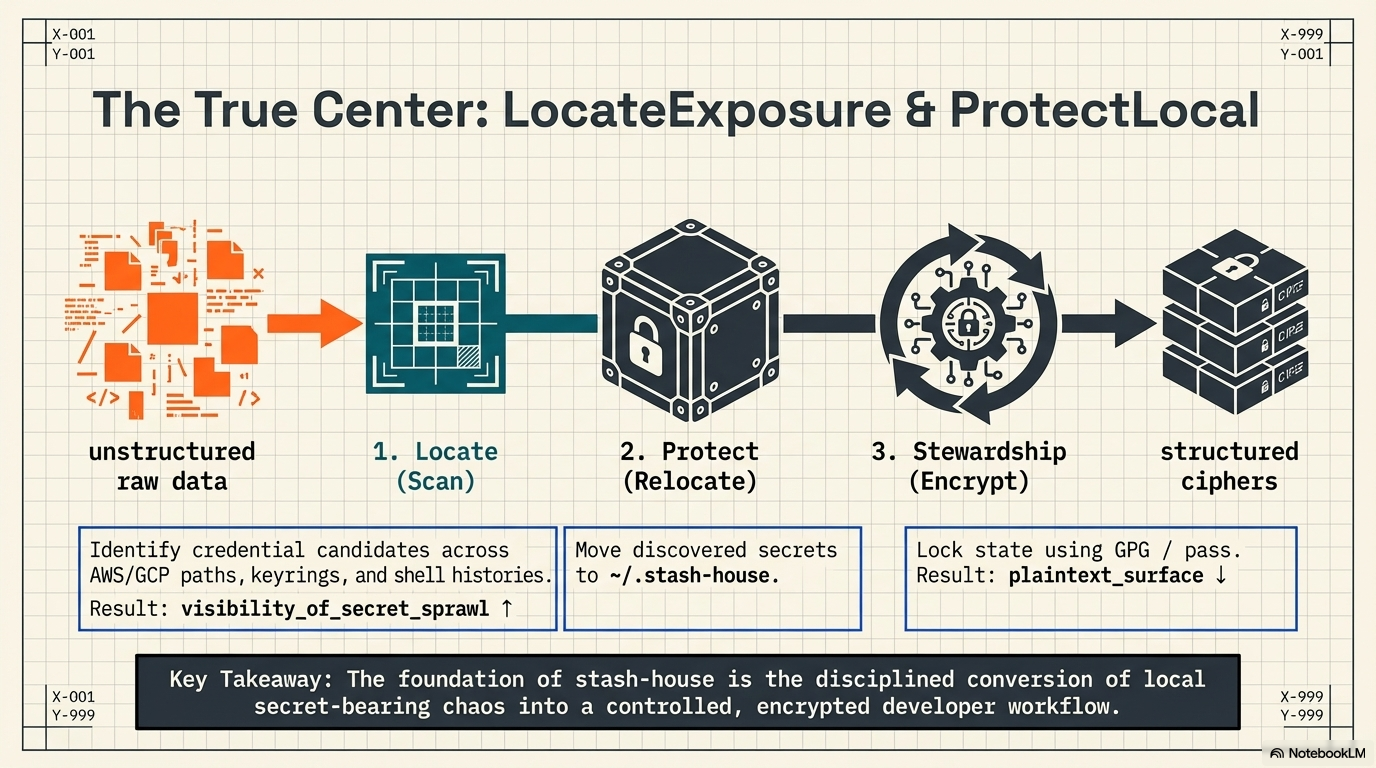 X-001
Y-001
X-999
Y-001
The True Center: LocateExposure & ProtectLocal
</>
/>
unstructured
raw data
1. Locate
(Scan)
2. Protect
(Relocate)
3. Stewardship
(Encrypt)
structured
ciphers
Identify credential candidates across
AWS/GCP paths, keyrings, and shell histories.
Result: visibility_of_secret_sprawl ↑
Move discovered secrets
to ~/.stash-house.
Lock state using GPG / pass.
Result: plaintext_surface ↓
Key Takeaway: The foundation of stash-house is the disciplined conversion of local
secret-bearing chaos into a controlled, encrypted developer workflow.
X-001
Y-999
X-999
Y-999
NotebookLM